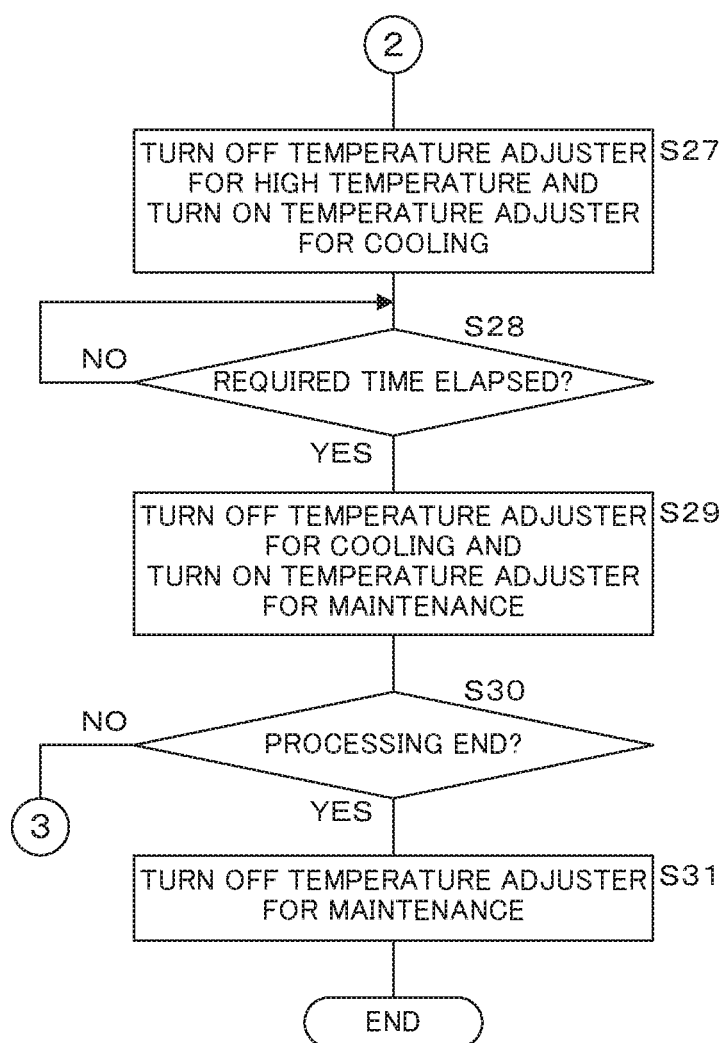 2
TURN OFF TEMPERATURE ADJUSTER
FOR HIGH TEMPERATURE AND
TURN ON TEMPERATURE ADJUSTER
FOR COOLING
S27
S28
REQUIRED TIME ELAPSED?
NO
YES
TURN OFF TEMPERATURE ADJUSTER
FOR COOLING AND
TURN ON TEMPERATURE ADJUSTER
FOR MAINTENANCE
S29
S30
PROCESSING END?
NO
3
YES
TURN OFF TEMPERATURE ADJUSTER
FOR MAINTENANCE
S31
END